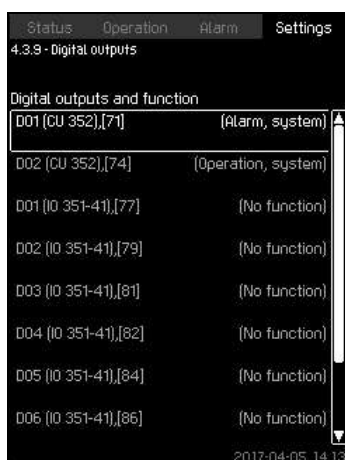 Status Operation Alarm Settings
4.3.9 - Digital outputs
Digital outputs and function
DO1 (CU 352),[71] (Alarm, system)
DO2 (CU 352),[74] (Operation, system)
DO1 (IO 351-41),[77] (No function)
DO2 (IO 351-41),[79] (No function)
DO3 (IO 351-41),[81] (No function)
DO4 (IO 351-41),[82] (No function)
DO5 (IO 351-41),[84] (No function)
DO6 (IO 351-41),[86] (No function)
2017-04-05, 14:13